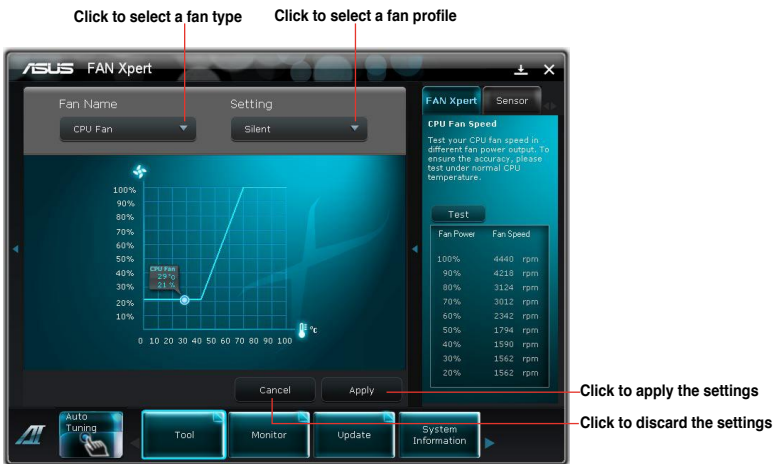 Click to select a fan type
Click to select a fan profile
ASUS FAN Xpert
Fan Name
Setting
CPU Fan
Silent
100%
90%
80%
70%
60%
50%
40%
30%
20%
10%
CPU Fan
29 °C
21 %
0 10 20 30 40 50 60 70 80 90 100
°C
Cancel
Apply
FAN Xpert
Sensor
CPU Fan Speed
Test your CPU fan speed in
different fan power output. To
ensure the accuracy, please
test under normal CPU
temperature.
Test
Fan Power Fan Speed
100% 4440 rpm
90% 4218 rpm
80% 3124 rpm
70% 3012 rpm
60% 2342 rpm
50% 1794 rpm
40% 1590 rpm
30% 1562 rpm
20% 1562 rpm
Click to apply the settings
Click to discard the settings
Auto
Tuning
Tool
Monitor
Update
System
Information